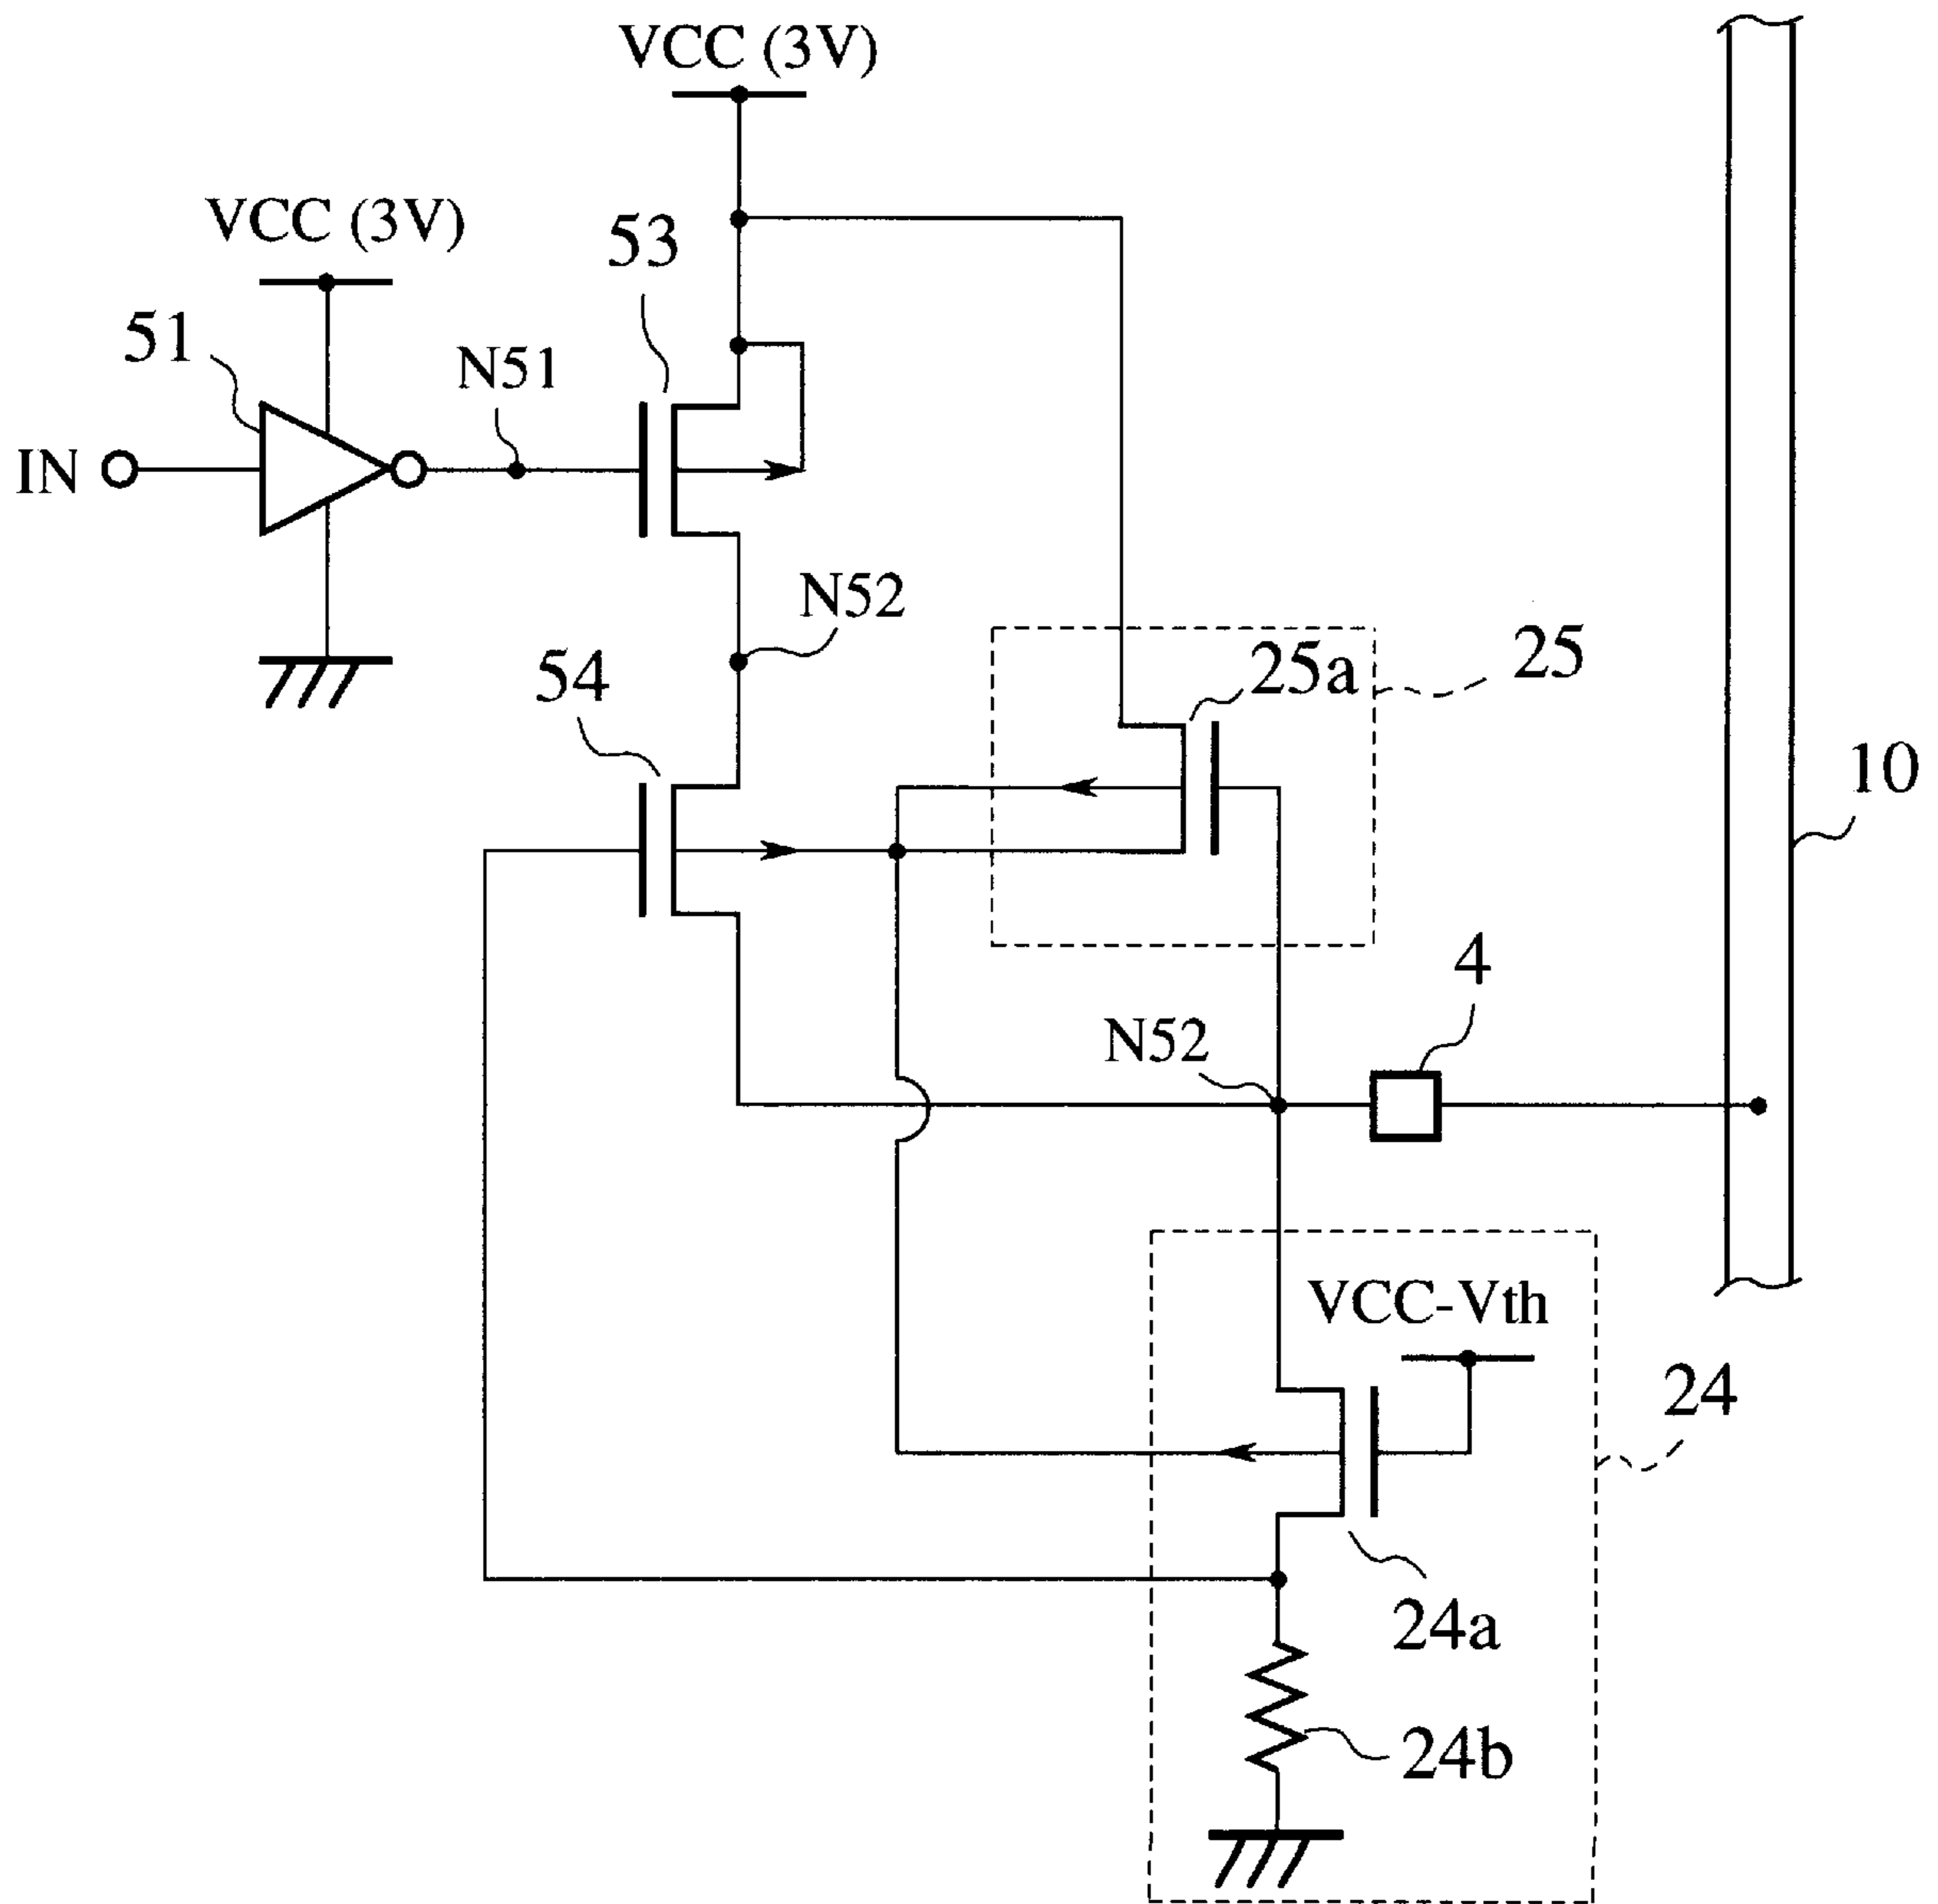 VCC (3V)
VCC (3V)
53
51
N51
IN
N52
25
54
25a
10
4
N52
VCC-Vth
24
24a
24b